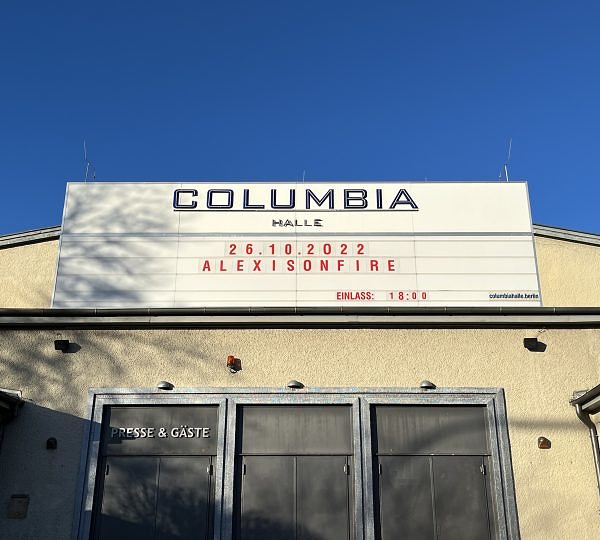 COLUMBIA
HALLE
26.10.2022
ALEXISONFIRE
EINLASS: 18:00
columbiahalle.berlin
PRESSE & GÄSTE